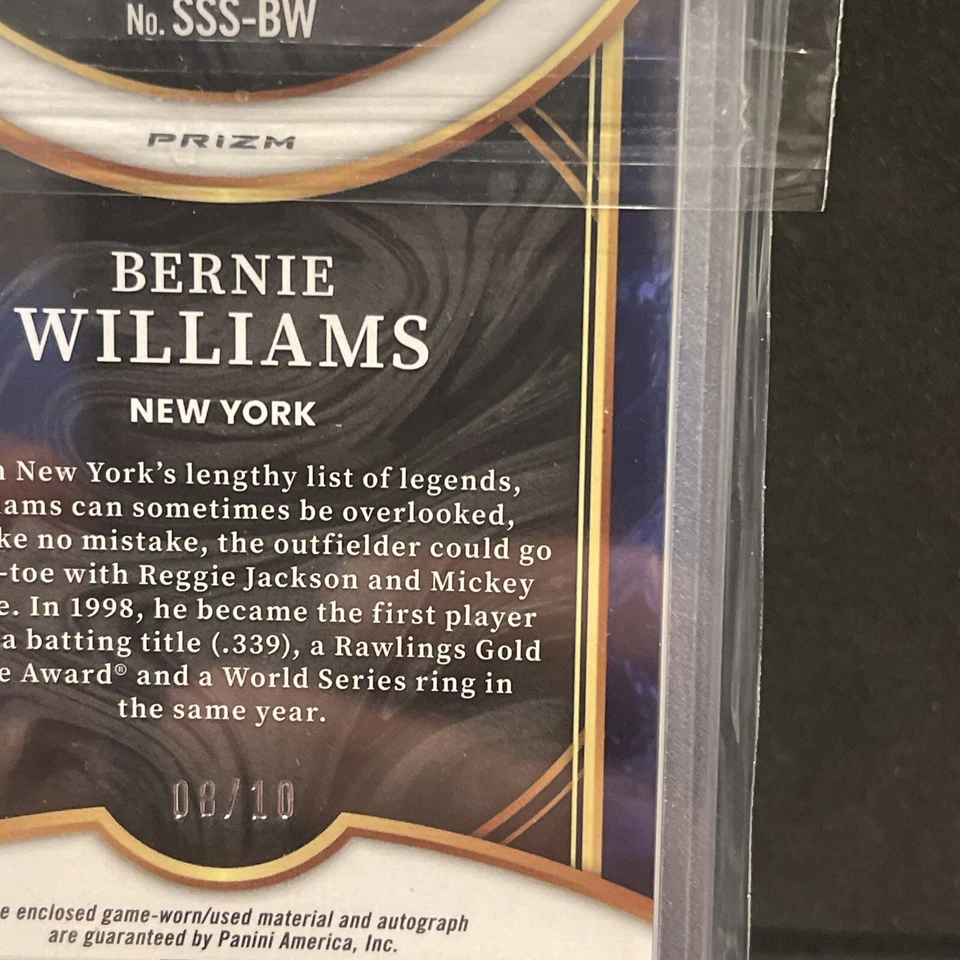 No. SSS-BW
PRIZM
BERNIE
WILLIAMS
NEW YORK
New York's lengthy list of legends,
can sometimes be overlooked,
no mistake, the outfielder could go
-toe with Reggie Jackson and Mickey
In 1998, he became the first player
a batting title (.339), a Rawlings Gold
Award® and a World Series ring in
the same year.
08/10
enclosed game-worn/used material and autograph
are guaranteed by Panini America, Inc.